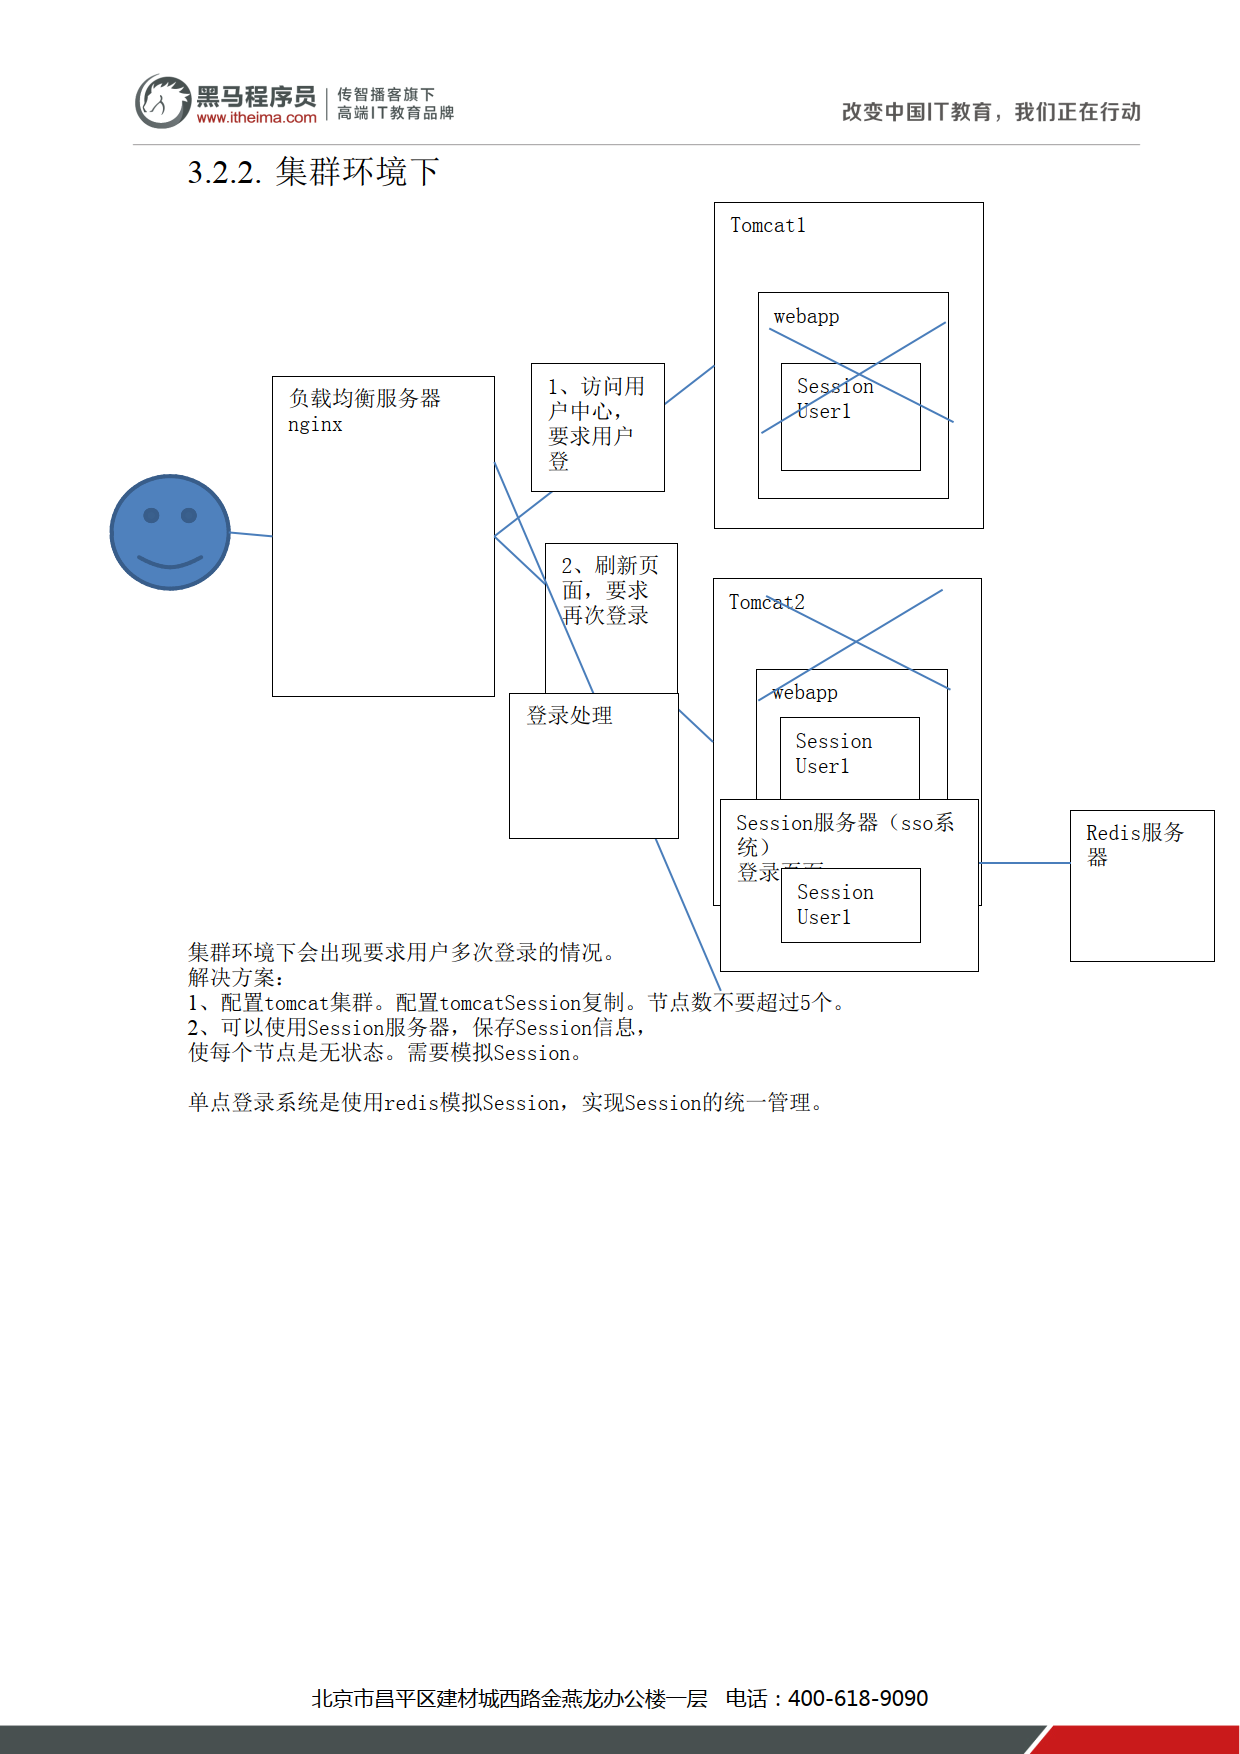 黑马程序员
www.itheima.com
传智播客旗下
高端IT教育品牌
改变中国IT教育，我们正在行动
3.2.2. 集群环境下
Tomcat1
webapp
Session
User1
负载均衡服务器
nginx
1、访问用
户中心，
要求用户
登
2、刷新页
面，要求
再次登录
登录处理
Tomcat2
webapp
Session
User1
Session服务器（sso系
统）
登录页面
Session
User1
Redis服务
器
集群环境下会出现要求用户多次登录的情况。
解决方案：
1、配置tomcat集群。配置tomcatSession复制。节点数不要超过5个。
2、可以使用Session服务器，保存Session信息，
使每个节点是无状态。需要模拟Session。
单点登录系统是使用redis模拟Session，实现Session的统一管理。
北京市昌平区建材城西路金燕龙办公楼一层 电话：400-618-9090